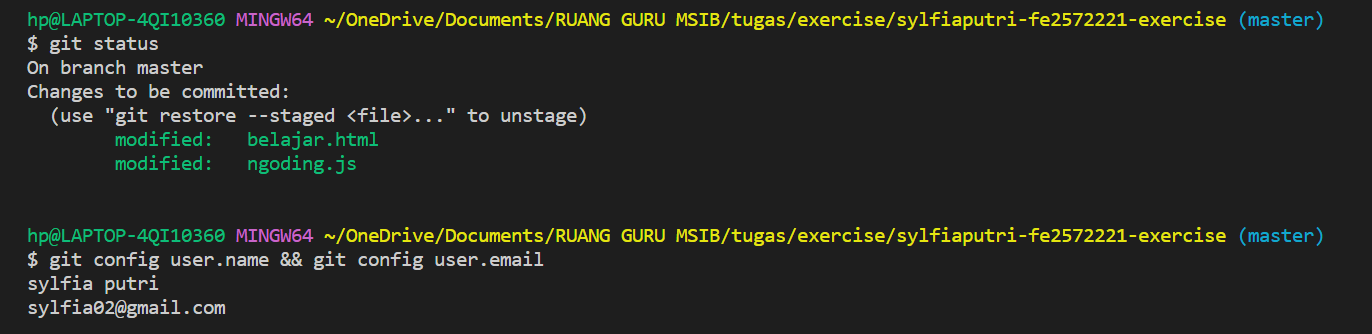 hp@LAPTOP-4QI10360 MINGW64 ~/OneDrive/Documents/RUANG GURU MSIB/tugas/exercise/sylfiaputri-fe2572221-exercise (master)
$ git status
On branch master
Changes to be committed:
  (use "git restore --staged <file>..." to unstage)
        modified:   belajar.html
        modified:   ngoding.js
hp@LAPTOP-4QI10360 MINGW64 ~/OneDrive/Documents/RUANG GURU MSIB/tugas/exercise/sylfiaputri-fe2572221-exercise (master)
$ git config user.name && git config user.email
sylfia putri
sylfia02@gmail.com